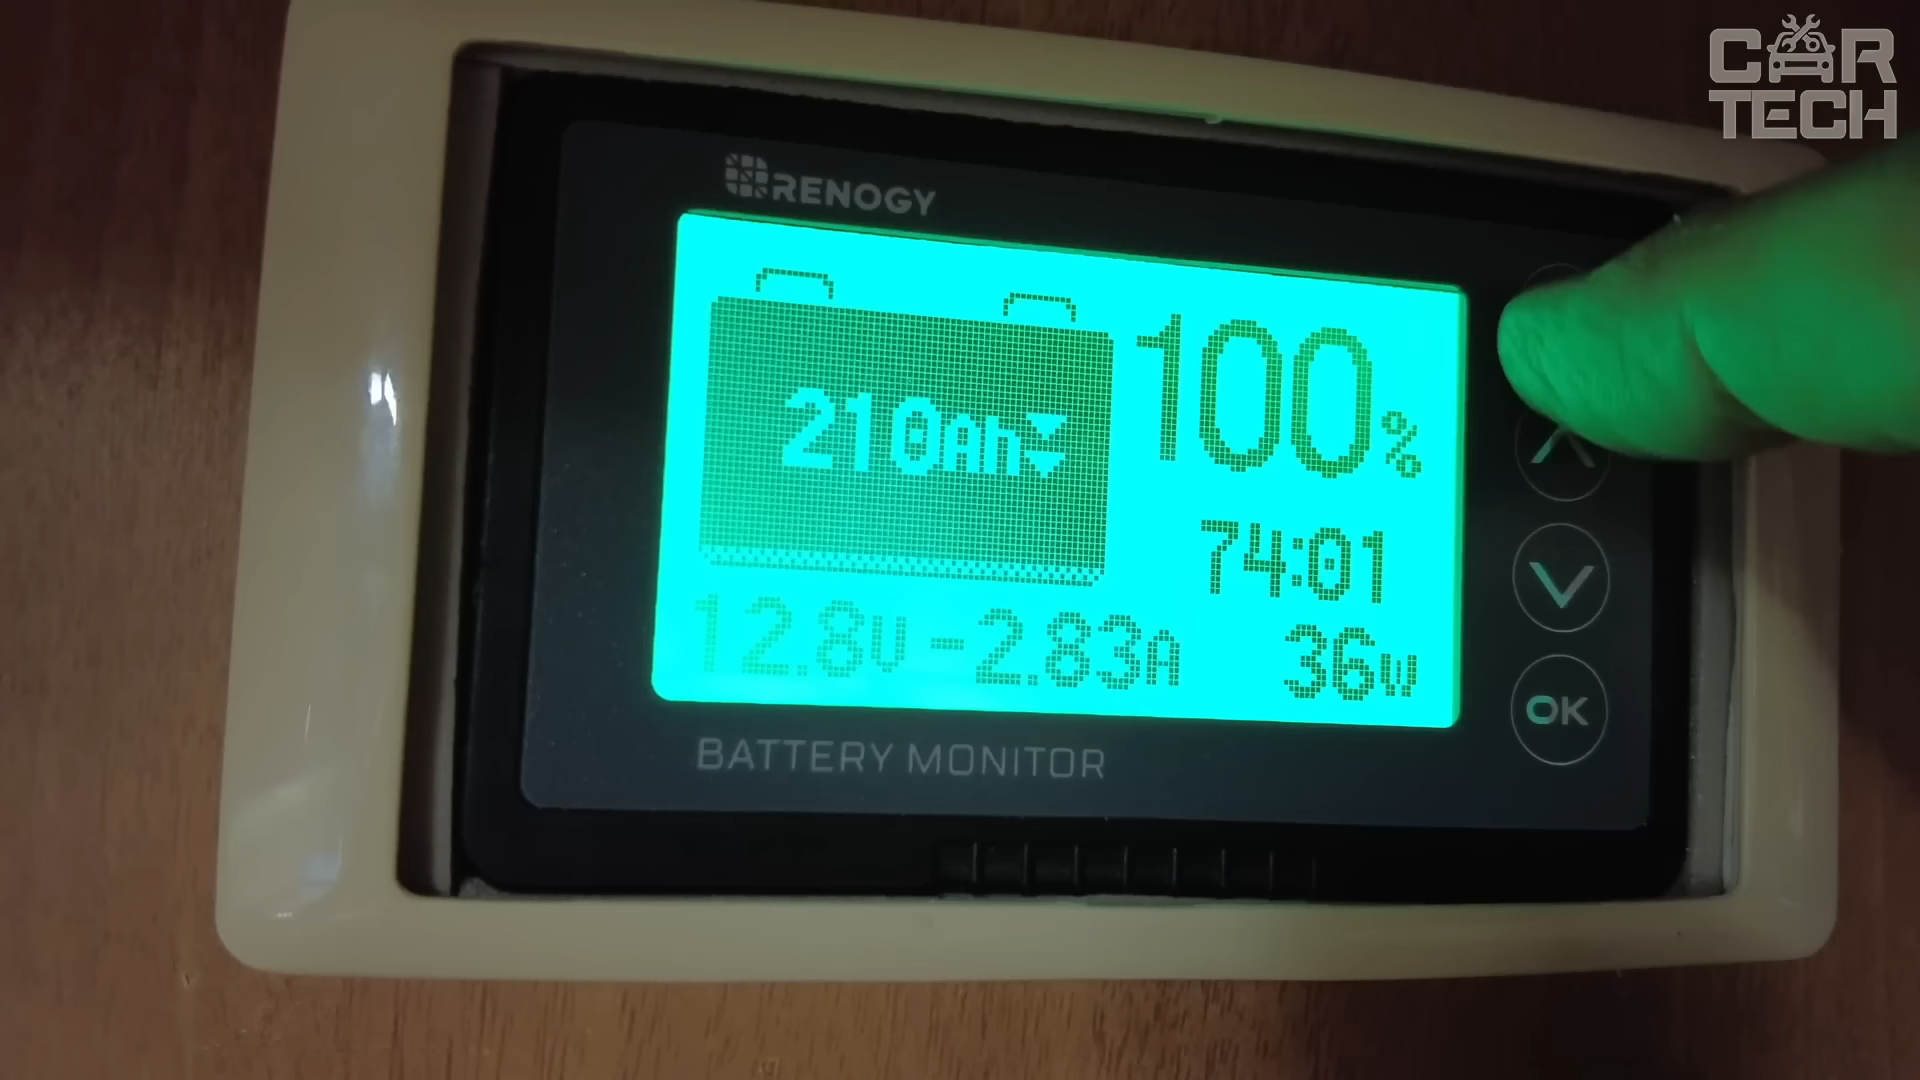 CAR
TECH
RENOGY
210Ah
100%
74:01
12.8V -2.83A 36W
BATTERY MONITOR
OK